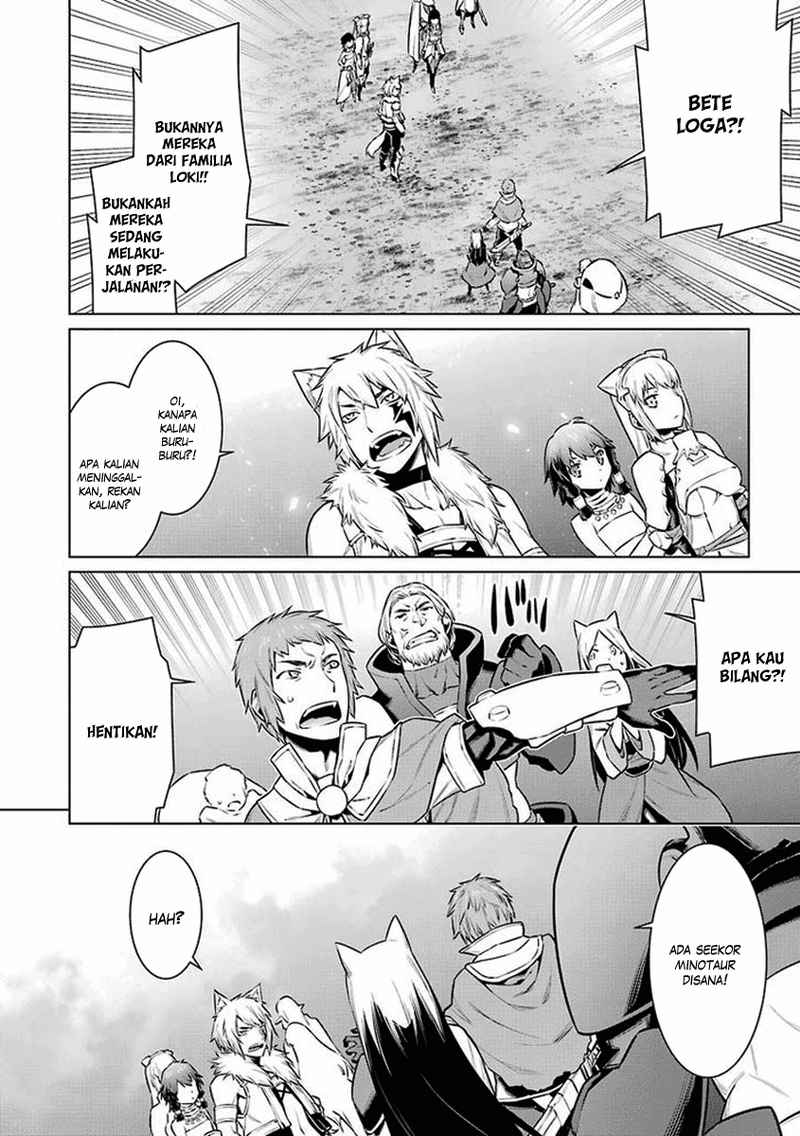 BETE
LOGA?!
BUKANNYA
MEREKA
DARI FAMILIA
LOKI!!
BUKANKAH
MEREKA
SEDANG
MELAKU-
KAN PER-
JALANAN!?
OI,
KANAPA
KALIAN
BURU-
BURU?!
APA KALIAN
MENINGGAL-
KAN, REKAN
KALIAN?
APA KAU
BILANG?!
HENTIKAN!
ADA SEEKOR
MINOTAUR
DISANA!
HAH?